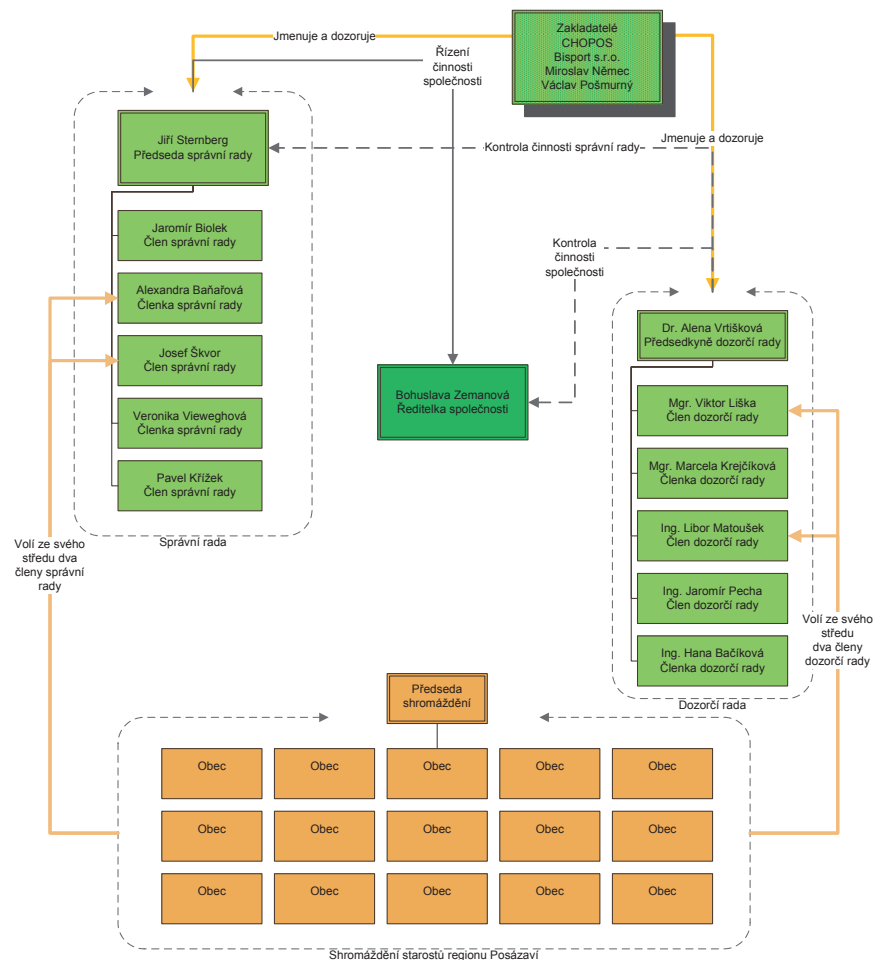 Zakladatelé
CHOPOS
Bisport s.r.o.
Miroslav Němec
Václav Pošmurný
Jmenuje a dozoruje
Řízení
činnosti
společnosti
Jmenuje a dozoruje
Kontrola činnosti správní rady
Jiří Sternberg
Předseda správní rady
Jaromír Biolek
Člen správní rady
Alexandra Baňařová
Členka správní rady
Josef Škvor
Člen správní rady
Veronika Vieweghová
Členka správní rady
Pavel Křížek
Člen správní rady
Správní rada
Kontrola
činnosti
společnosti
Bohuslava Zemanová
Ředitelka společnosti
Dr. Alena Vrtišková
Předsedkyně dozorčí rady
Mgr. Viktor Liška
Člen dozorčí rady
Mgr. Marcela Krejčíková
Členka dozorčí rady
Ing. Libor Matoušek
Člen dozorčí rady
Ing. Jaromír Pecha
Člen dozorčí rady
Ing. Hana Bačíková
Členka dozorčí rady
Dozorčí rada
Volí ze svého
středu dva
členy správní
rady
Volí ze svého
středu
dva členy
dozorčí rady
Předseda
shromáždění
Obec Obec Obec Obec Obec
Obec Obec Obec Obec Obec
Obec Obec Obec Obec Obec
Shromáždění starostů regionu Posázaví